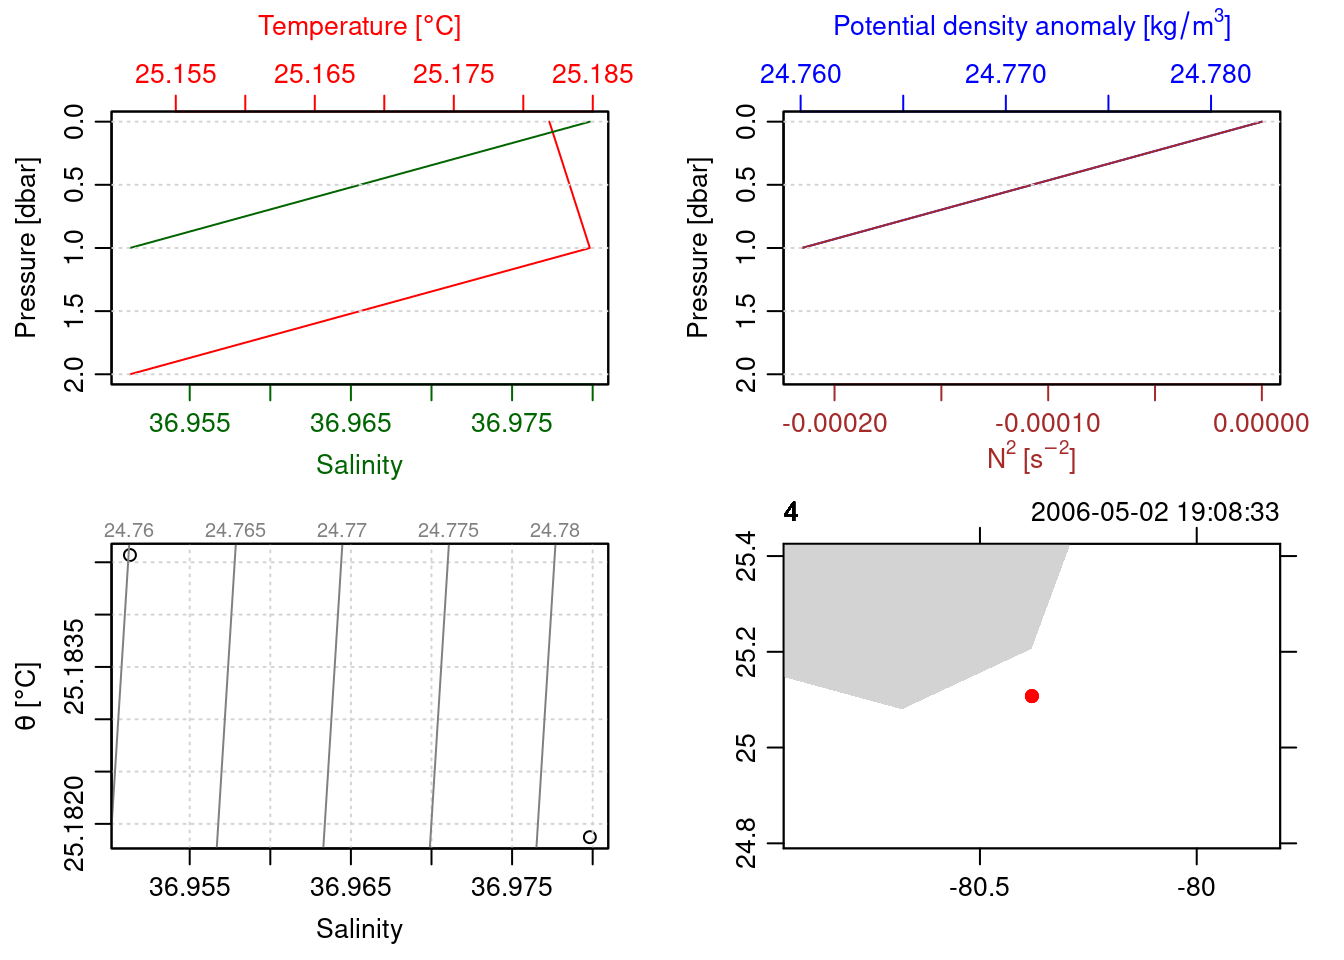 Temperature [°C]
25.155 25.165 25.175 25.185
Pressure [dbar]
0.0 0.5 1.0 1.5 2.0
36.955 36.965 36.975
Salinity
Potential density anomaly [kg/m³]
24.760 24.770 24.780
Pressure [dbar]
0.0 0.5 1.0 1.5 2.0
-0.00020 -0.00010 0.00000
N² [s⁻²]
24.76 24.765 24.77 24.775 24.78
θ [°C]
25.1820 25.1835
36.955 36.965 36.975
Salinity
4 2006-05-02 19:08:33
25.4
25.2
25
24.8
-80.5 -80